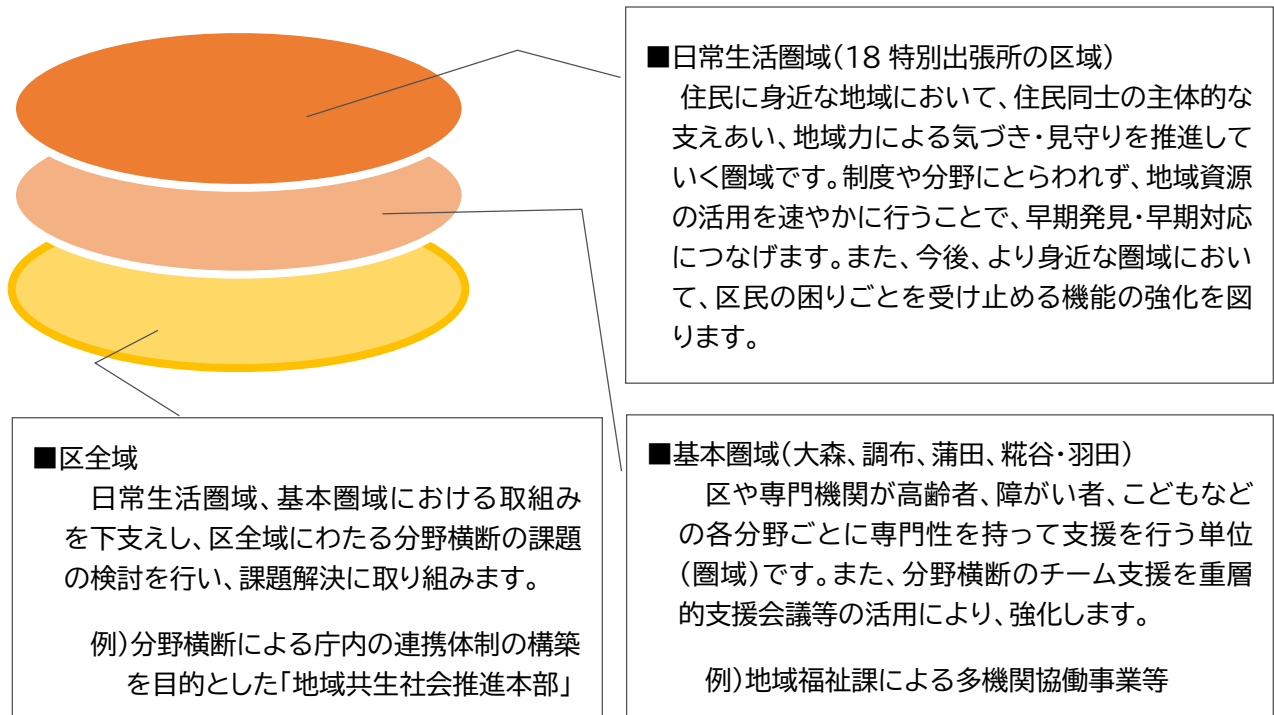 ■日常生活圏域(18 特別出張所の区域)
住民に身近な地域において、住民同士の主体的な
支えあい、地域力による気づき・見守りを推進して
いく圏域です。制度や分野にとらわれず、地域資源
の活用を速やかに行うことで、早期発見・早期対応
につなげます。また、今後、より身近な圏域におい
て、区民の困りごとを受け止める機能の強化を図
ります。
■区全域
日常生活圏域、基本圏域における取組み
を下支えし、区全域にわたる分野横断の課題
の検討を行い、課題解決に取り組みます。
例)分野横断による庁内の連携体制の構築
を目的とした「地域共生社会推進本部」
■基本圏域(大森、調布、蒲田、糀谷・羽田)
区や専門機関が高齢者、障がい者、こどもなど
の各分野ごとに専門性を持って支援を行う単位
(圏域)です。また、分野横断のチーム支援を重層
的支援会議等の活用により、強化します。
例)地域福祉課による多機関協働事業等